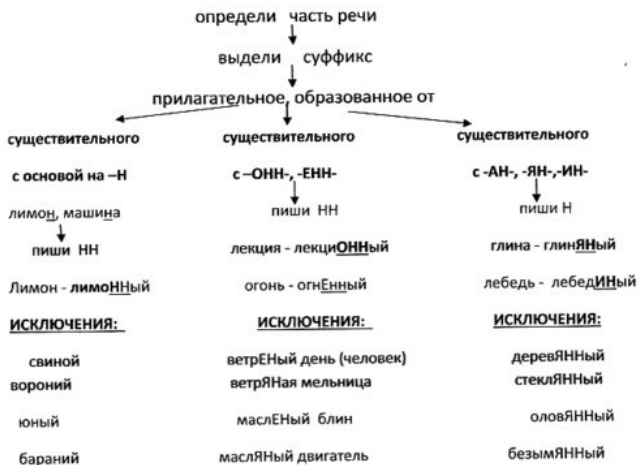 определи часть речи
выдели суффикс
прилагательное, образованное от
существительного
с основой на –Н
лимон, машина
пиши НН
Лимон - лимоННый
ИСКЛЮЧЕНИЯ:
свиной
вороний
юный
бараний
существительного
с –ОНН-, -ЕНН-
пиши НН
лекция - лекциОННый
огонь - огнЕННый
ИСКЛЮЧЕНИЯ:
ветрЕНый день (человек)
ветрЯНая мельница
маслЕНый блин
маслЯНый двигатель
существительного
с -АН-, -ЯН-,-ИН-
пиши Н
глина - глинЯНый
лебедь - лебедИНый
ИСКЛЮЧЕНИЯ:
деревЯННый
стеклЯННый
оловЯННый
безымЯННый